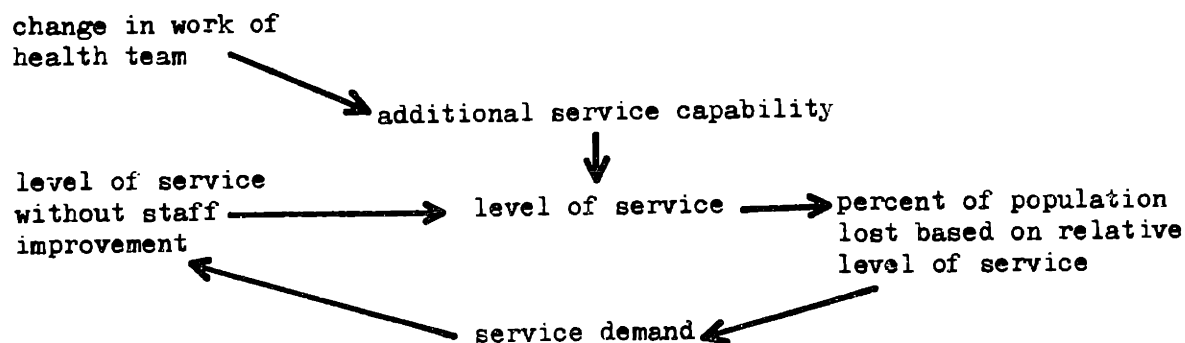 change in work of
health team
additional service capability
level of service
without staff
improvement
level of service
percent of population
lost based on relative
level of service
service demand